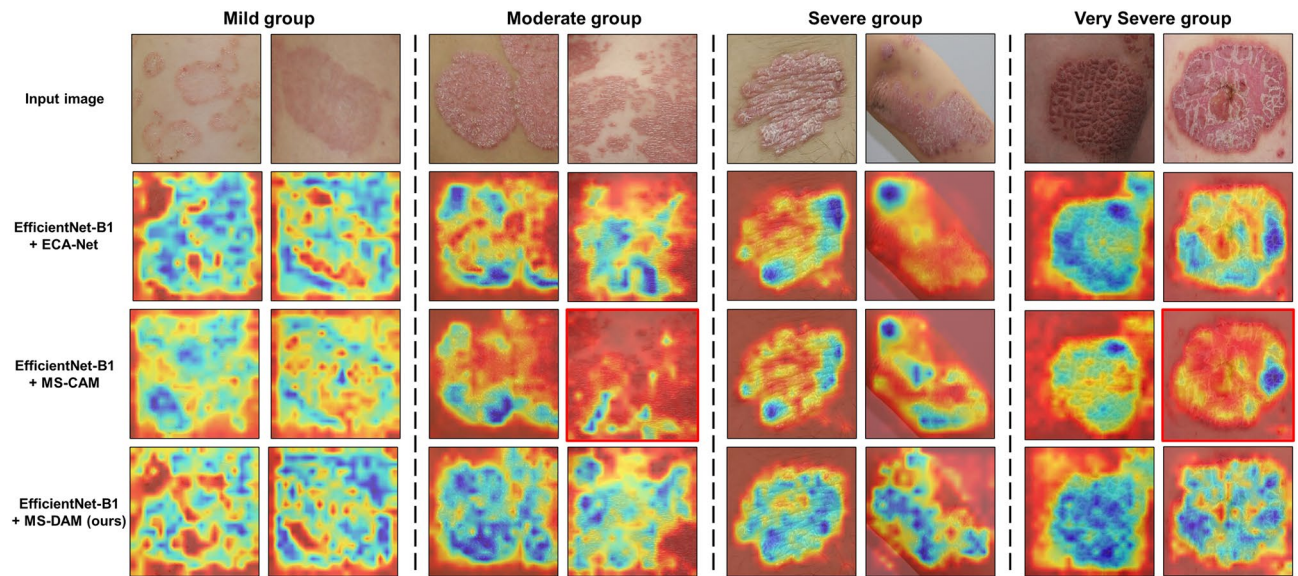 Mild group
Moderate group
Severe group
Very Severe group
Input image
EfficientNet-B1
+ ECA-Net
EfficientNet-B1
+ MS-CAM
EfficientNet-B1
+ MS-DAM (ours)